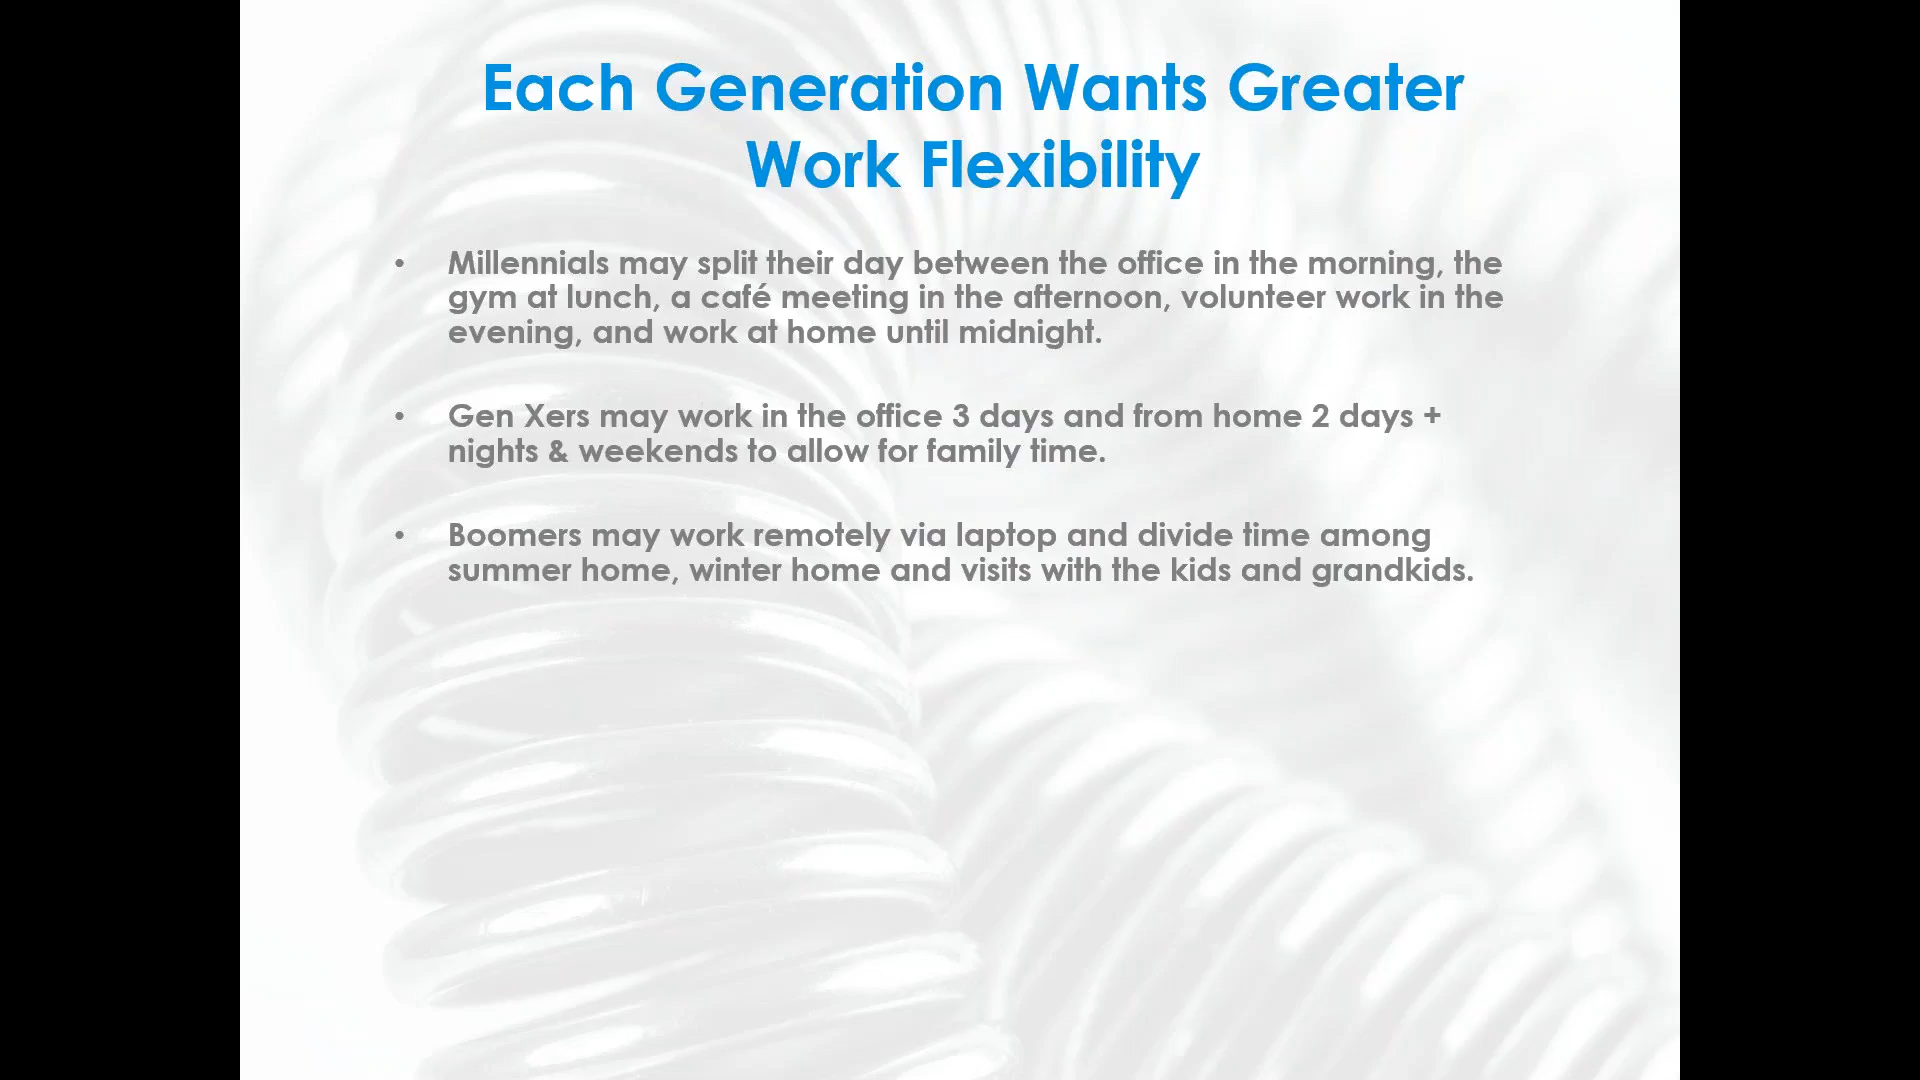 Each Generation Wants Greater
Work Flexibility
• Millennials may split their day between the office in the morning, the
gym at lunch, a café meeting in the afternoon, volunteer work in the
evening, and work at home until midnight.
• Gen Xers may work in the office 3 days and from home 2 days +
nights & weekends to allow for family time.
• Boomers may work remotely via laptop and divide time among
summer home, winter home and visits with the kids and grandkids.